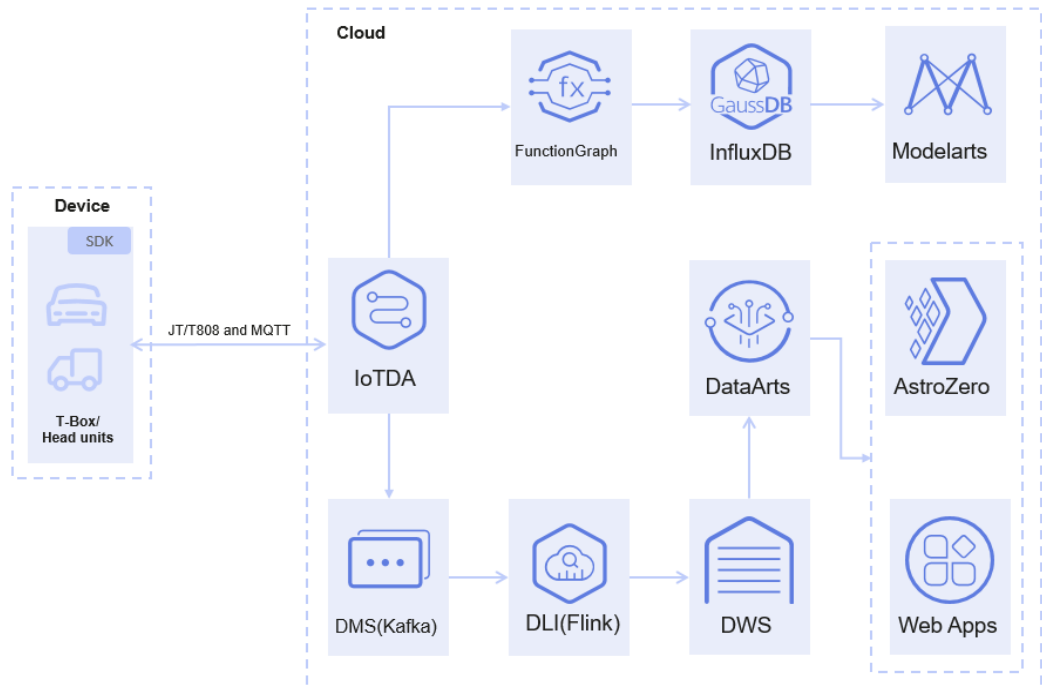 Cloud
fx
GaussDB
FunctionGraph
InfluxDB
Modelarts
Device
SDK
JT/T808 and MQTT
T-Box/
Head units
IoTDA
DataArts
AstroZero
DMS(Kafka)
DLI(Flink)
DWS
Web Apps